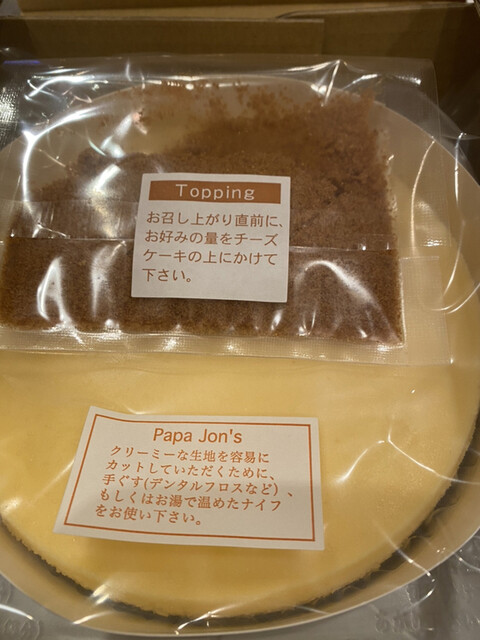 Topping
お召し上がり直前に、
お好みの量をチーズ
ケーキの上にかけて
下さい。
Papa Jon's
クリーミーな生地を容易に
カットしていただくために、
手ぐす(デンタルフロスなど)、
もしくはお湯で温めたナイフ
をお使い下さい。